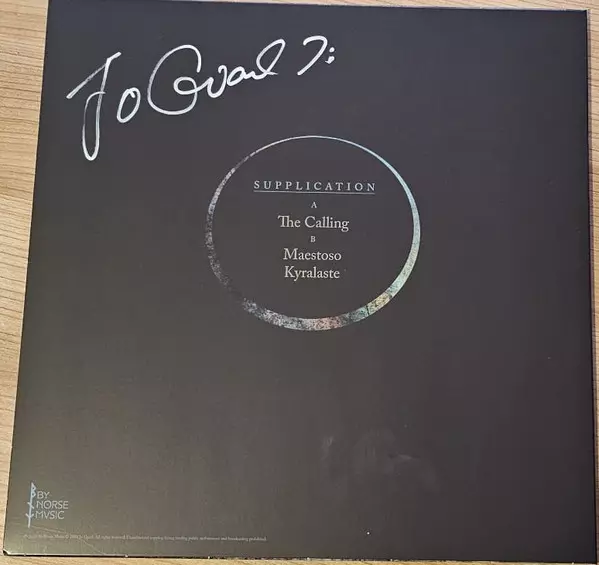 Jo Quail
SUPPLICATION
A
The Calling
B
Maestoso
Kyralaste
BY
NORSE
MVSIC